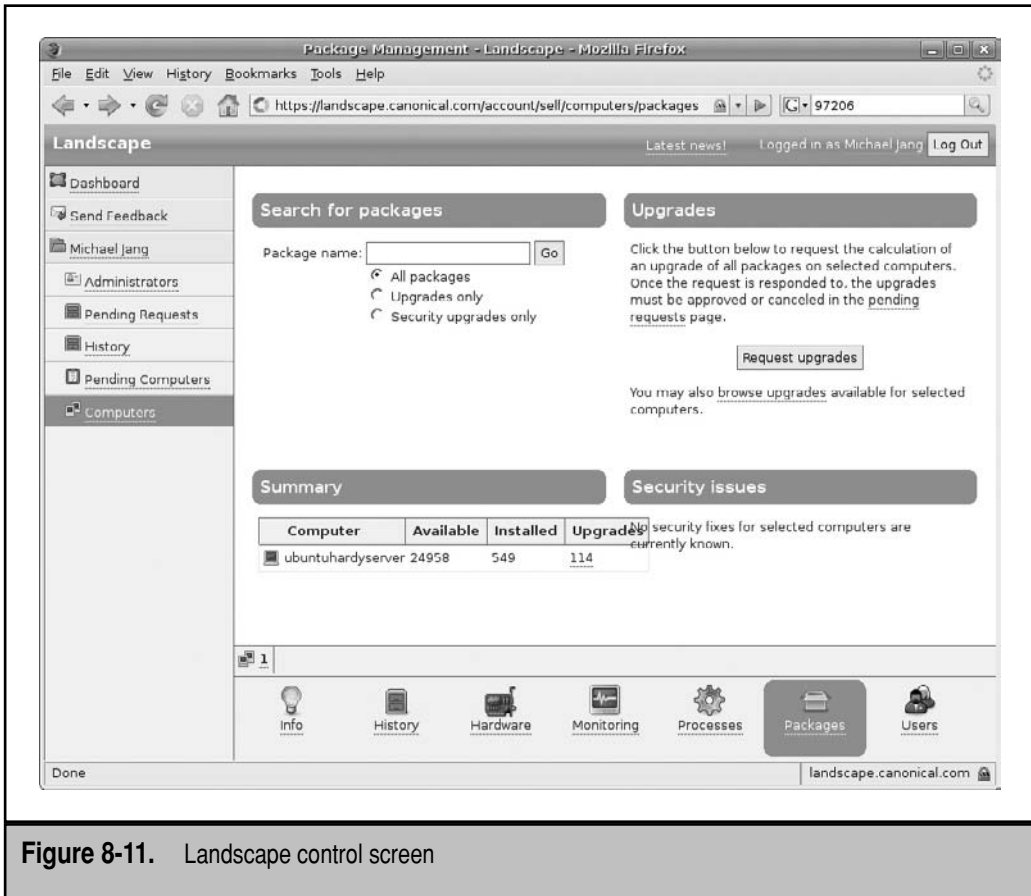 Package Management - Landscape - Mozilla Firefox
File Edit View History Bookmarks Tools Help
https://landscape.canonical.com/account/sell/computers/packages
G 97206
Landscape
Latest news!
Logged in as Michael Jang
Log Out
Dashboard
Send Feedback
Michael Jang
Administrators
Pending Requests
History
Pending Computers
Computers
Search for packages
Package name:
Go
All packages
Upgrades only
Security upgrades only
Upgrades
Click the button below to request the calculation of
an upgrade of all packages on selected computers.
Once the request is responded to, the upgrades
must be approved or canceled in the pending
requests page.
Request upgrades
You may also browse upgrades available for selected
computers.
Summary
Computer Available Installed Upgrades
ubuntuhardyserver 24958 549 114
Security issues
No security fixes for selected computers are
currently known.
1
Info History Hardware Monitoring Processes Packages Users
Done
landscape.canonical.com
Figure 8-11. Landscape control screen